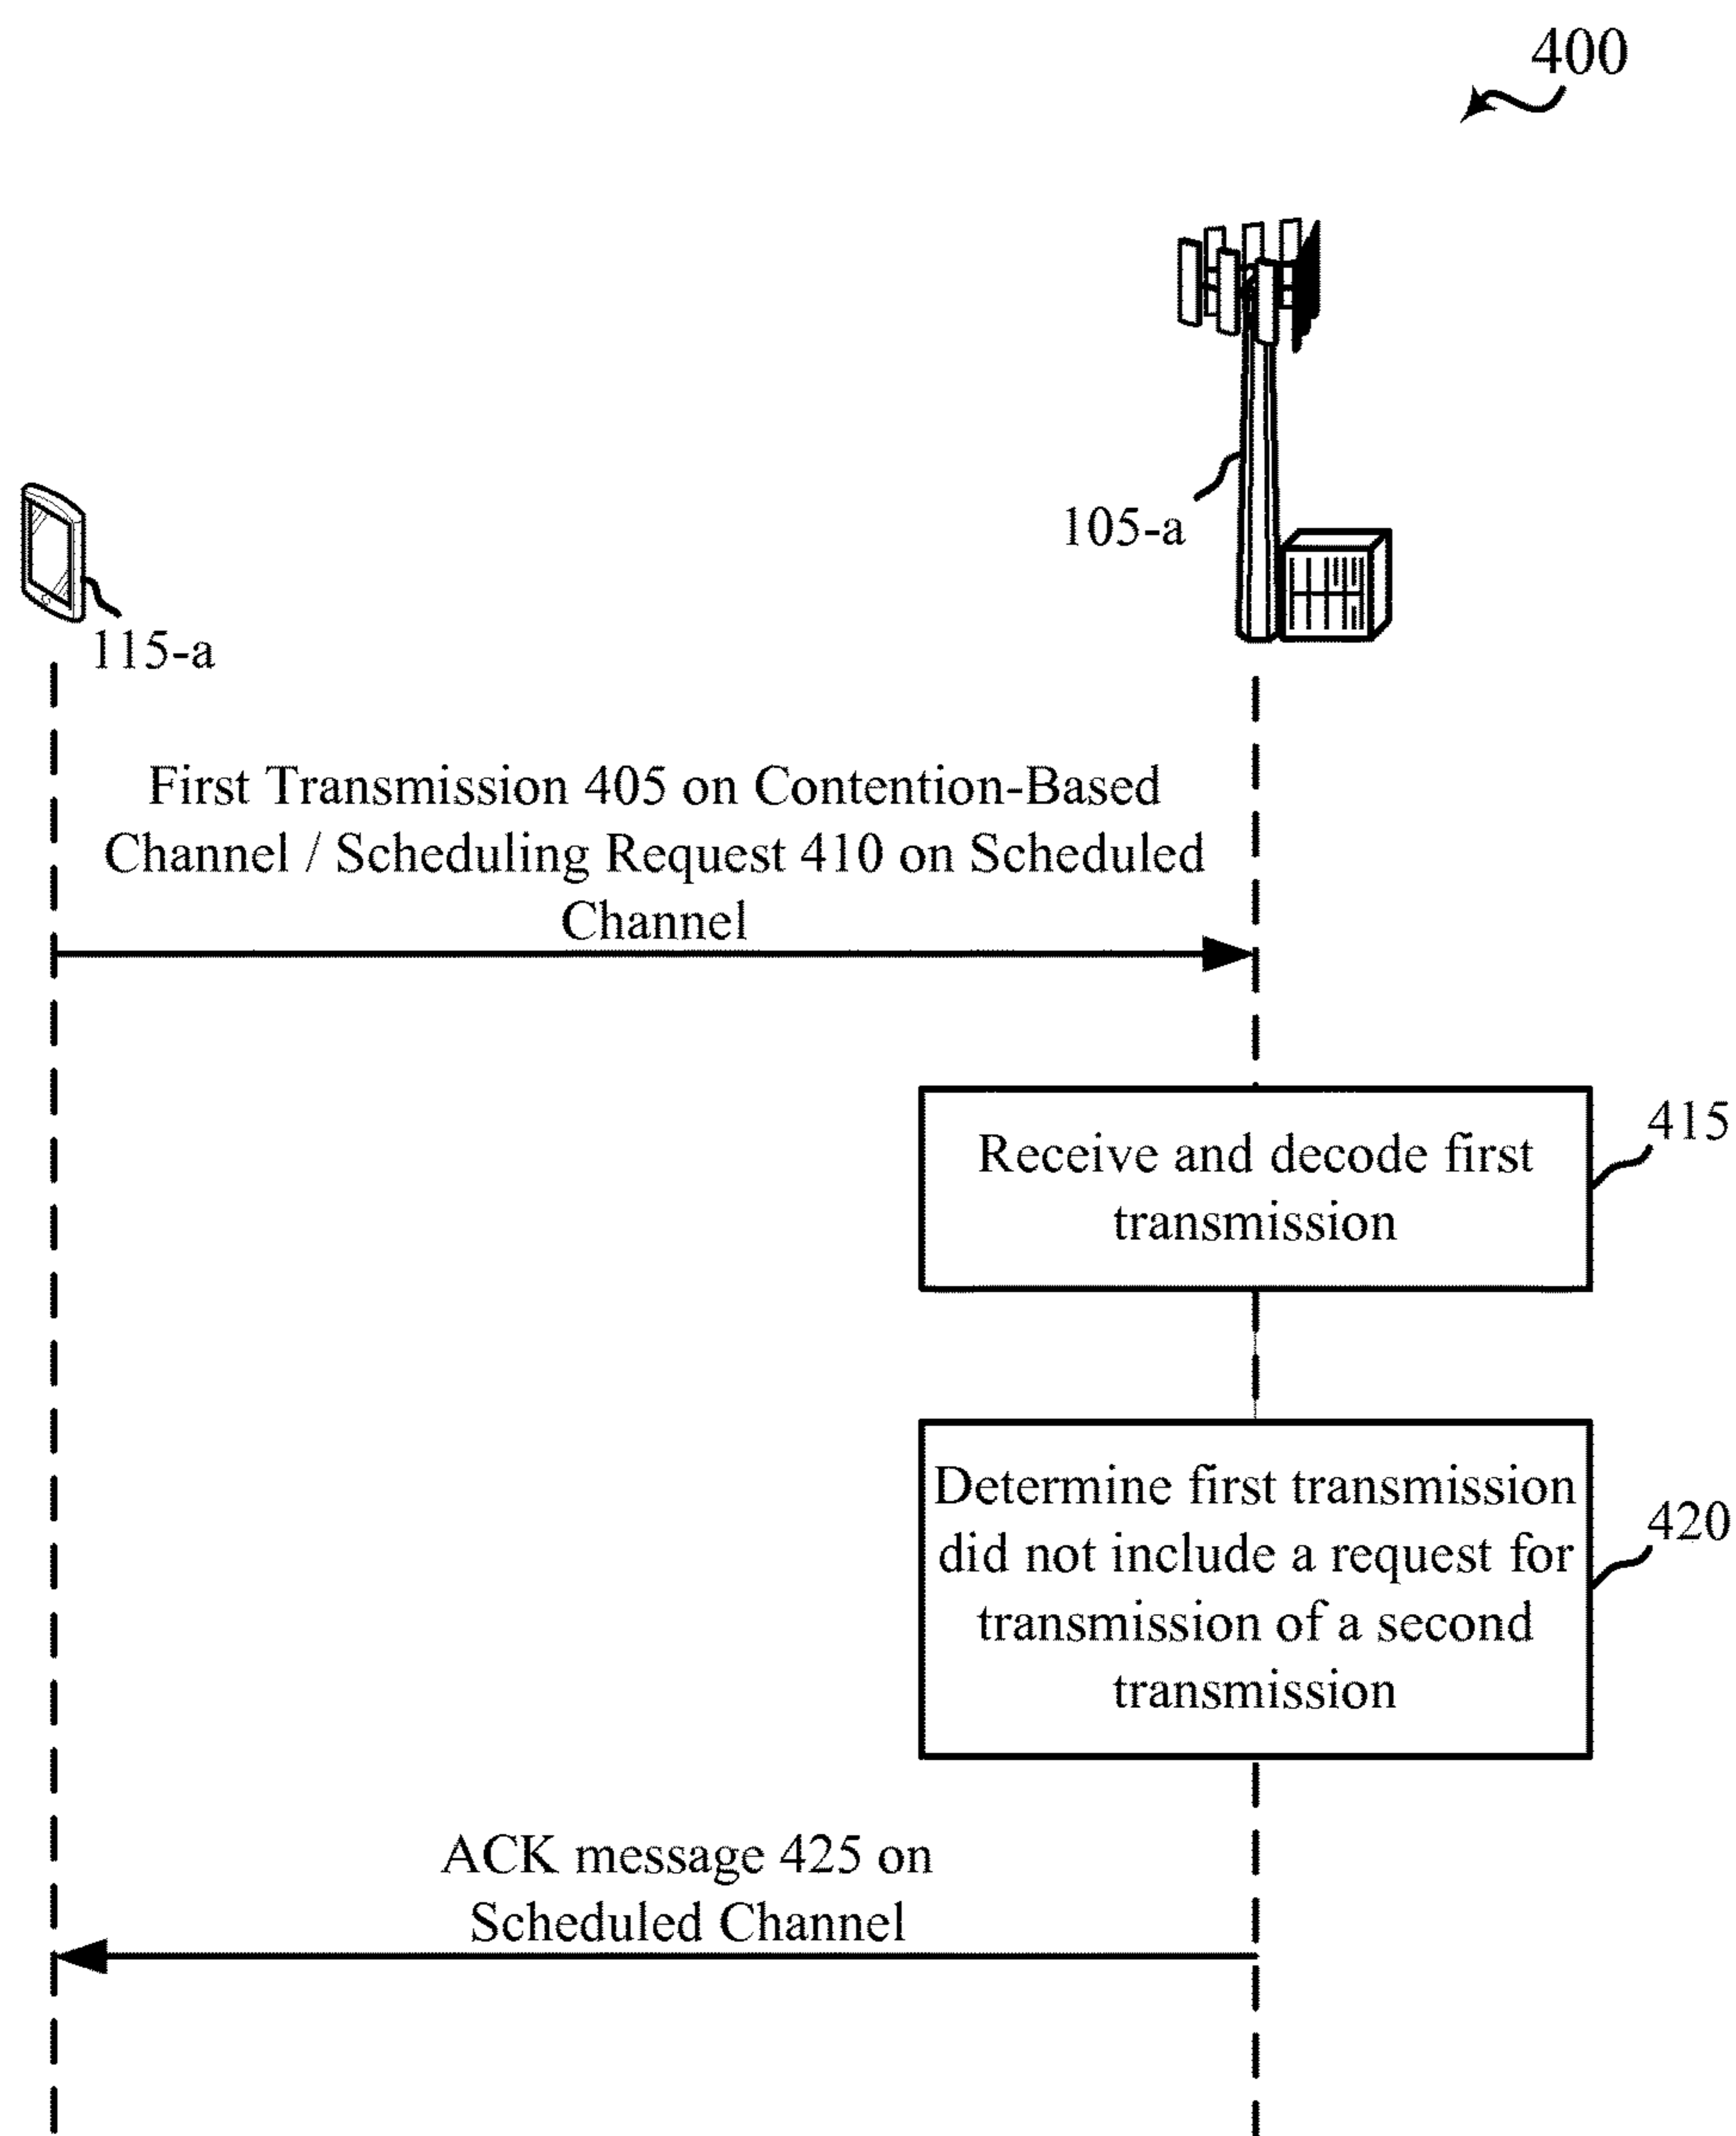 400
105-a
115-a
First Transmission 405 on Contention-Based
Channel / Scheduling Request 410 on Scheduled
Channel
415
Receive and decode first
transmission
Determine first transmission
420
did not include a request for
transmission of a second
transmission
ACK message 425 on
Scheduled Channel